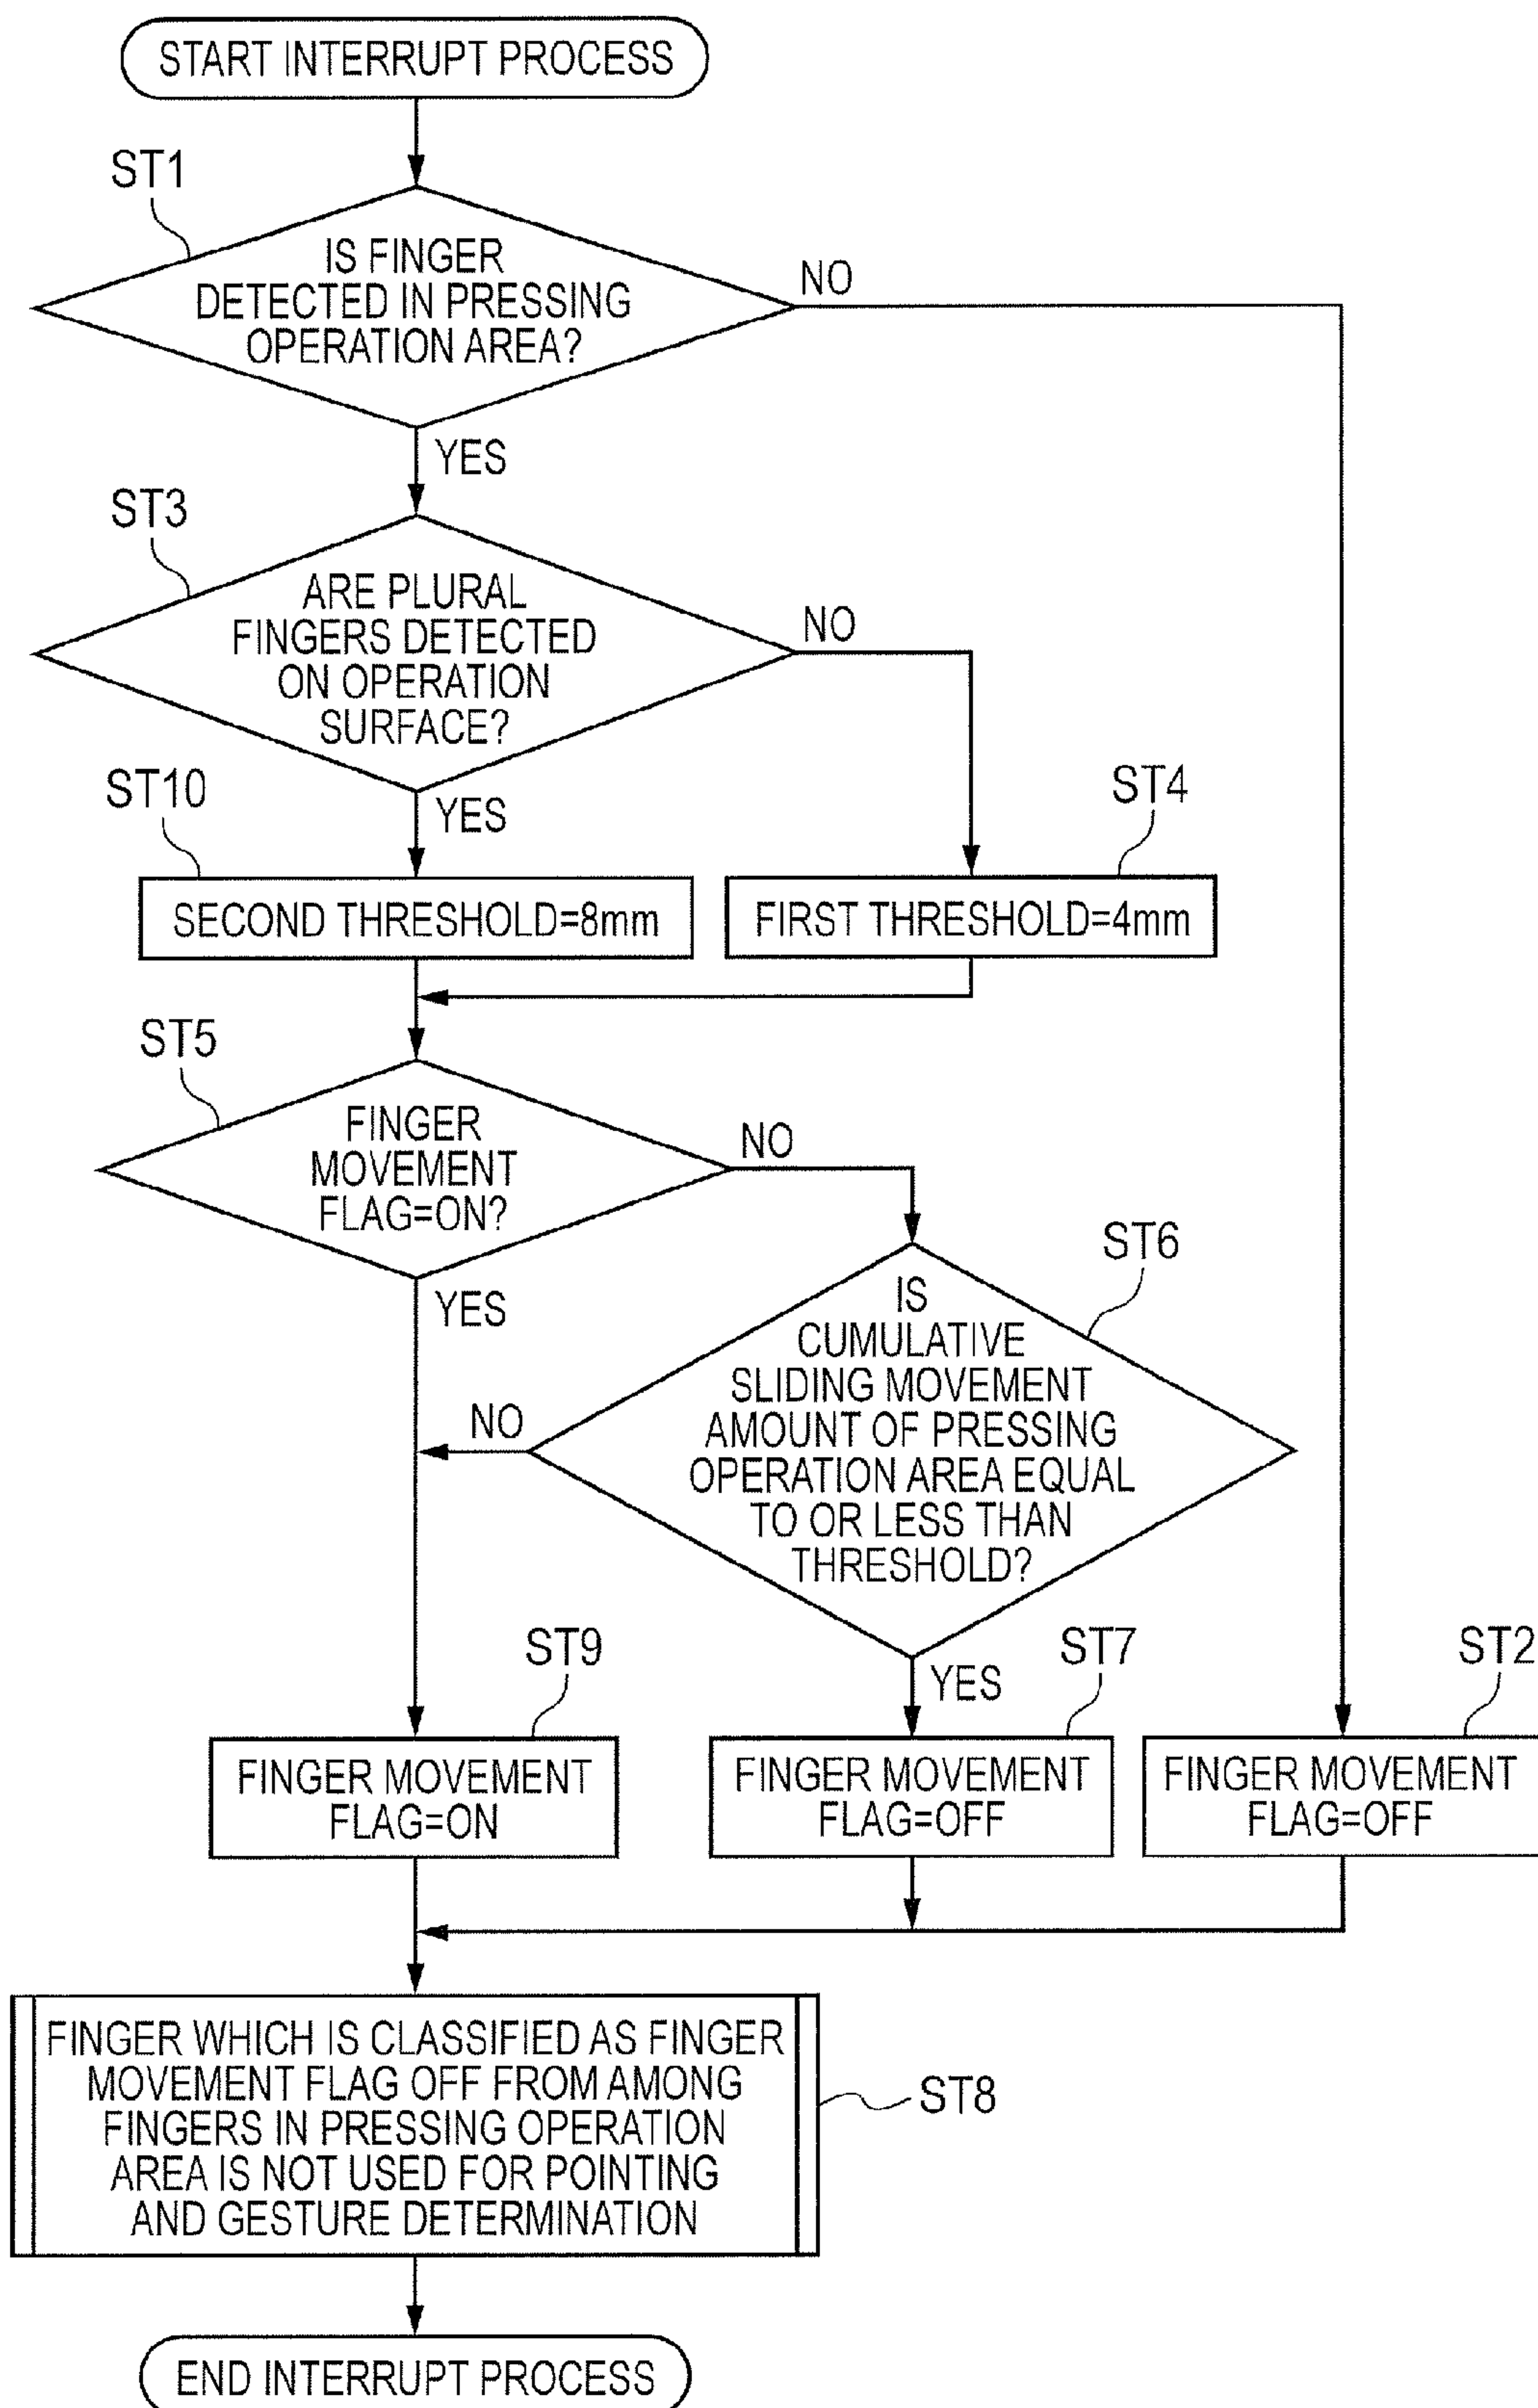 START INTERRUPT PROCESS
ST1
IS FINGER
DETECTED IN PRESSING
OPERATION AREA?
NO
YES
ST3
ARE PLURAL
FINGERS DETECTED
ON OPERATION
SURFACE?
NO
YES
ST10
SECOND THRESHOLD=8mm
ST4
FIRST THRESHOLD=4mm
ST5
FINGER
MOVEMENT
FLAG=ON?
NO
YES
ST6
IS
CUMULATIVE
SLIDING MOVEMENT
AMOUNT OF PRESSING
OPERATION AREA EQUAL
TO OR LESS THAN
THRESHOLD?
NO
YES
ST9
FINGER MOVEMENT
FLAG=ON
ST7
FINGER MOVEMENT
FLAG=OFF
ST2
FINGER MOVEMENT
FLAG=OFF
FINGER WHICH IS CLASSIFIED AS FINGER
MOVEMENT FLAG OFF FROM AMONG
FINGERS IN PRESSING OPERATION
AREA IS NOT USED FOR POINTING
AND GESTURE DETERMINATION
ST8
END INTERRUPT PROCESS